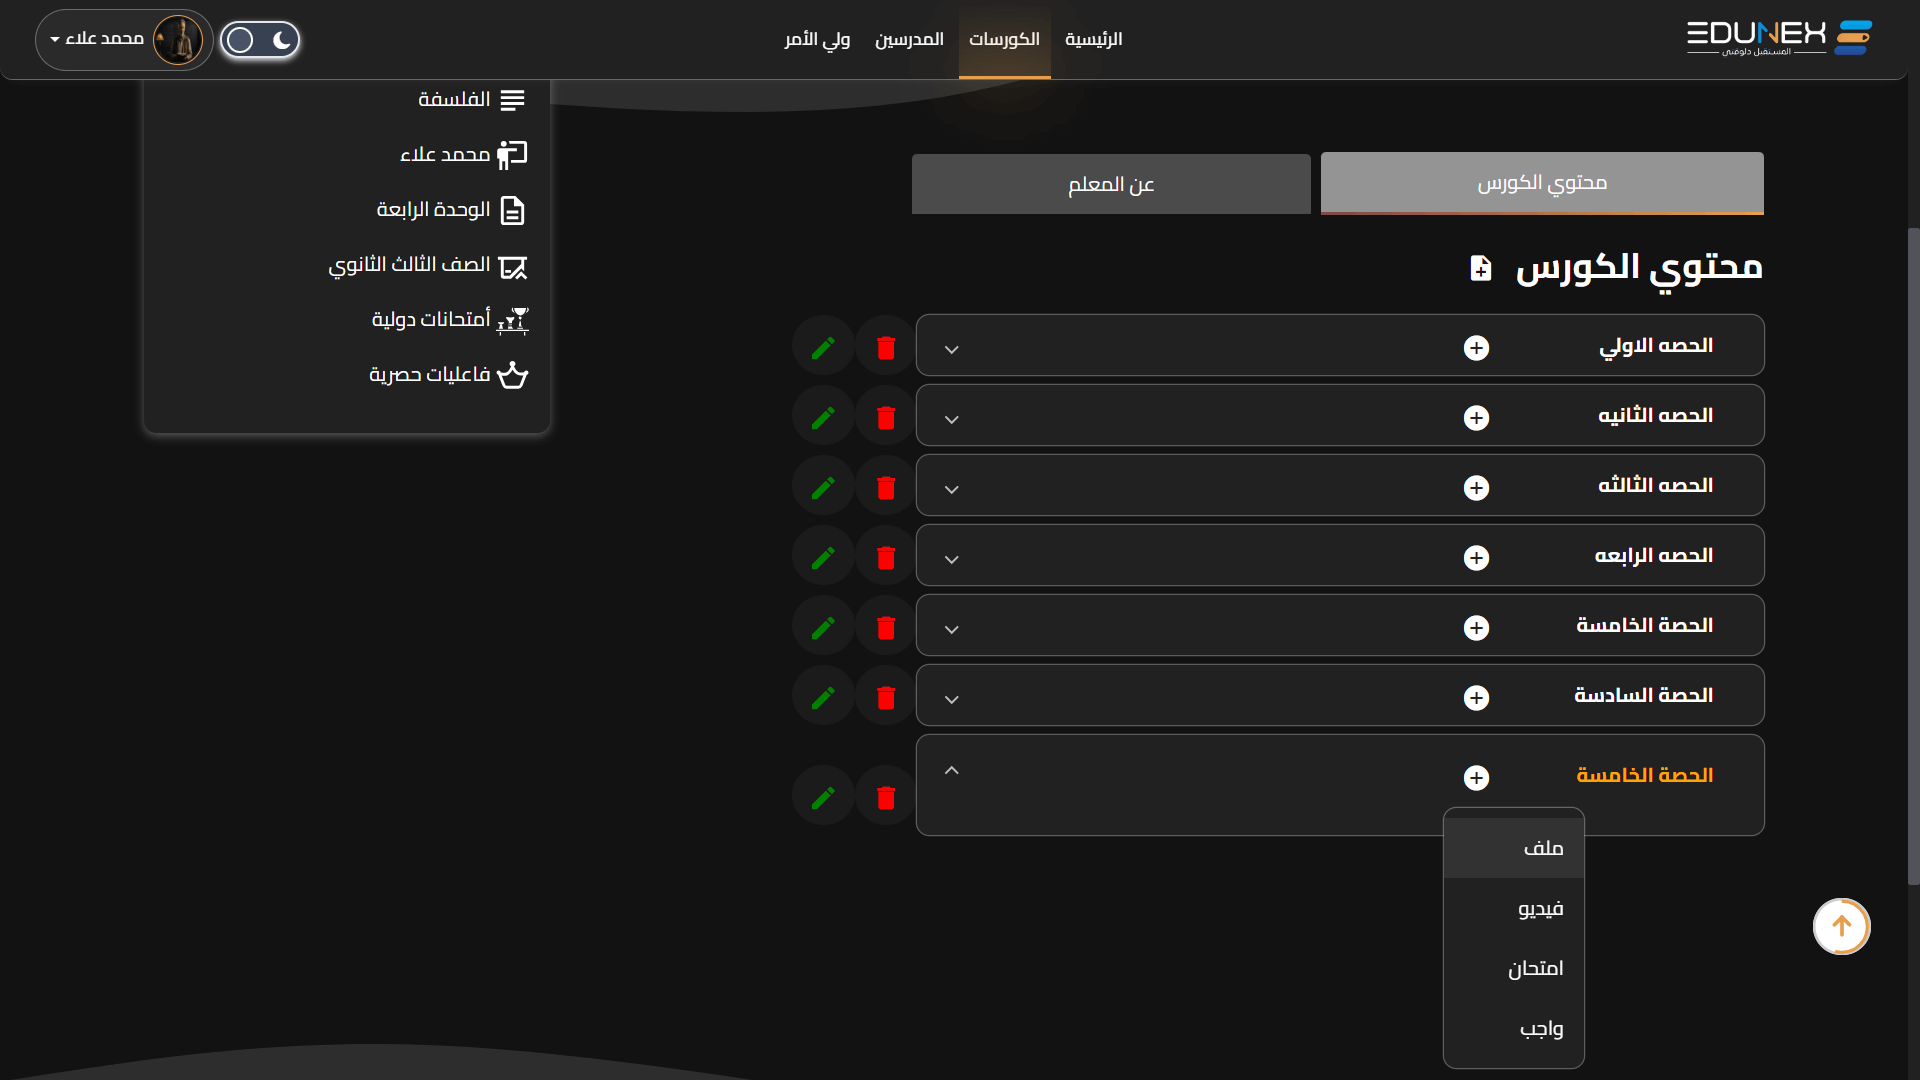 EDUNEX
المستقبل دلوقتي
الرئيسية
الكورسات
المدرسين
ولي الأمر
محمد علاء
الفلسفة
محمد علاء
الوحدة الرابعة
الصف الثالث الثانوي
أمتحانات دولية
فاعليات حصرية
محتوي الكورس
عن المعلم
محتوي الكورس
الحصه الاولي
الحصه الثانيه
الحصه الثالثه
الحصه الرابعه
الحصة الخامسة
الحصة السادسة
الحصة الخامسة
ملف
فيديو
امتحان
واجب